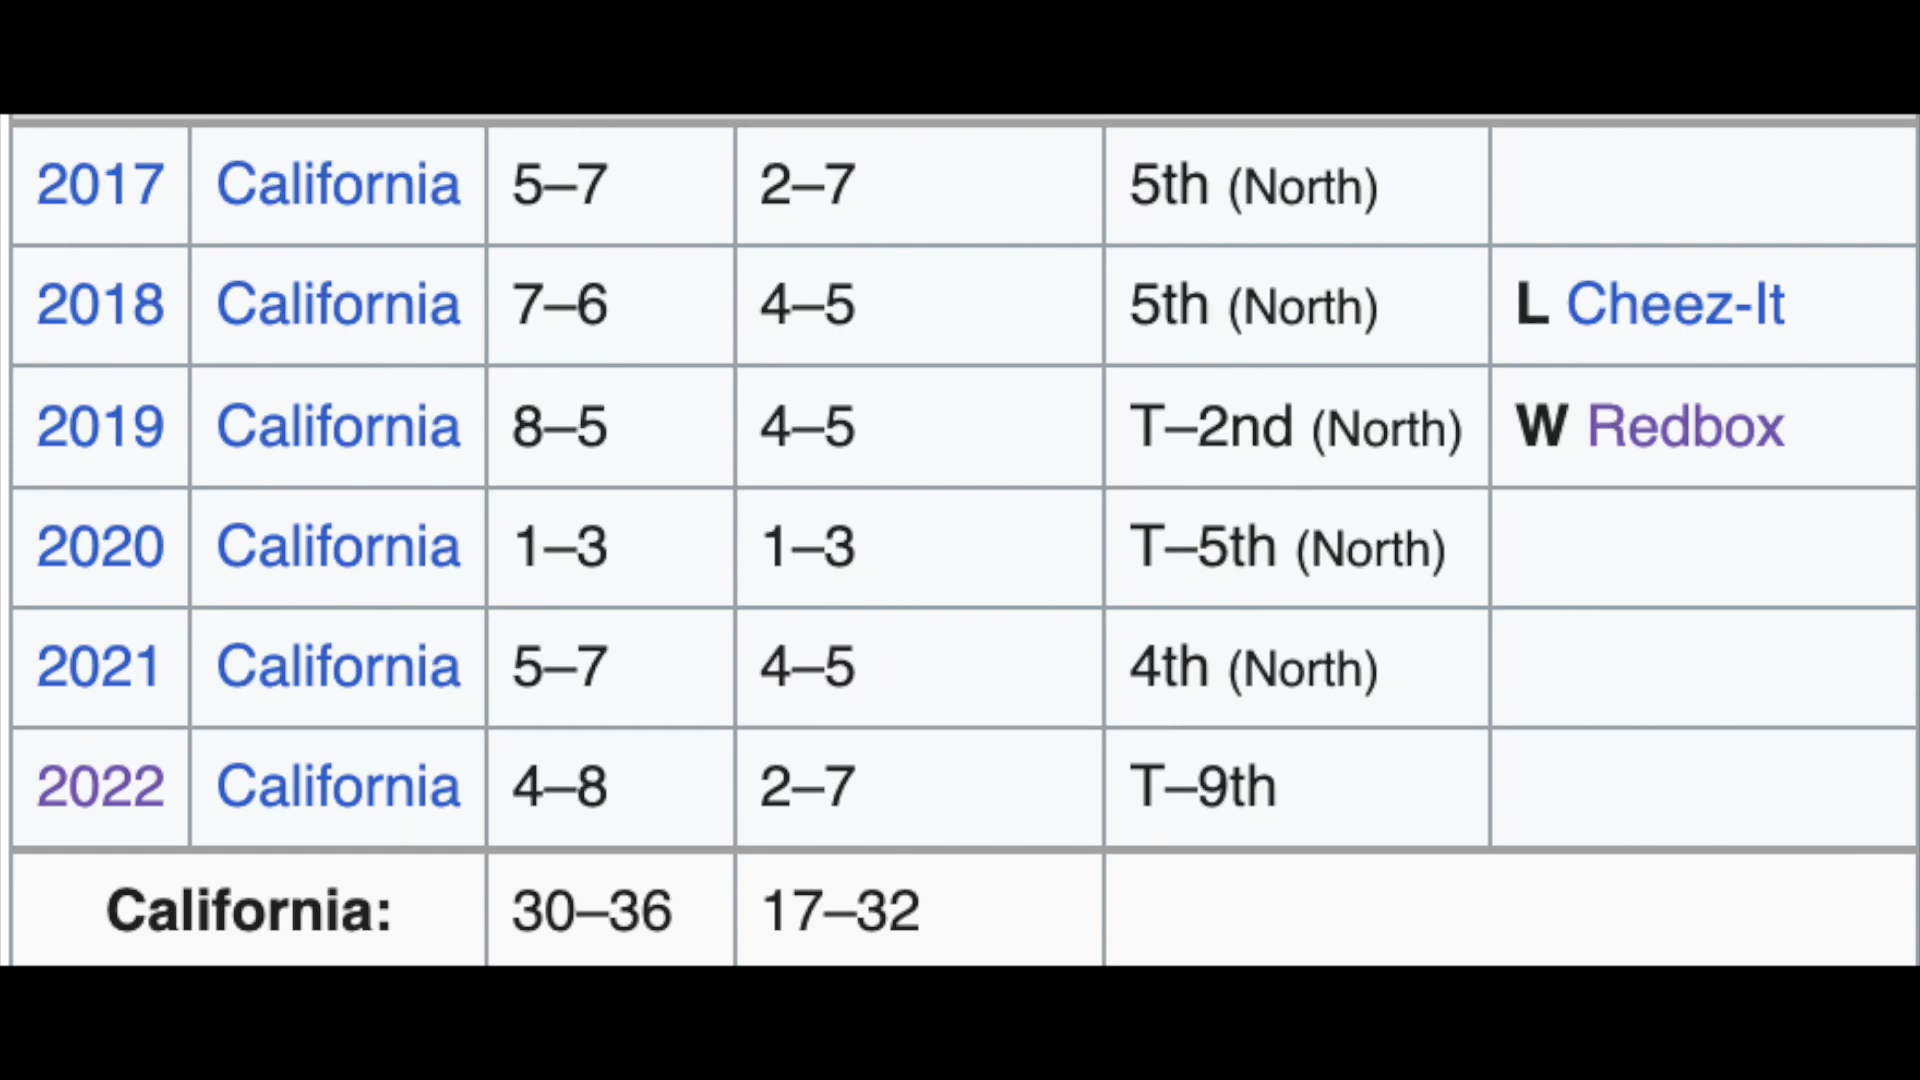 2017 California 5–7 2–7 5th (North)
2018 California 7–6 4–5 5th (North) L Cheez-It
2019 California 8–5 4–5 T–2nd (North) W Redbox
2020 California 1–3 1–3 T–5th (North)
2021 California 5–7 4–5 4th (North)
2022 California 4–8 2–7 T–9th
California: 30–36 17–32